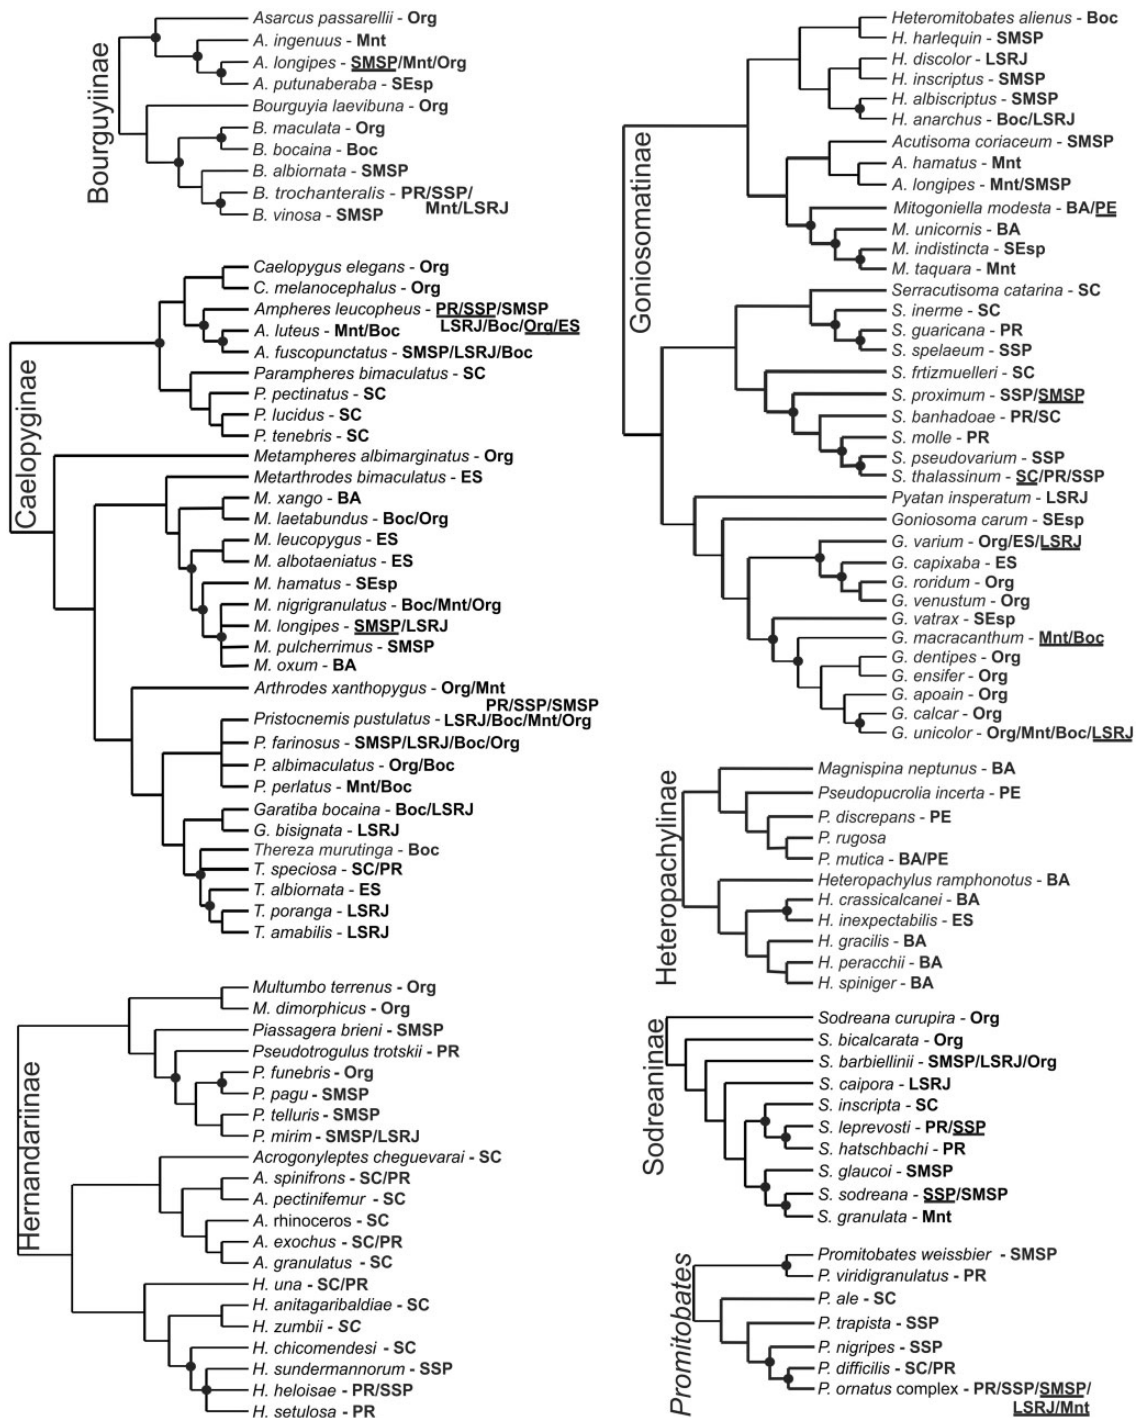 Bourguyiinae
Asarcus passarellii - Org
A. ingenuus - Mnt
A. longipes - SMSP/Mnt/Org
A. putunaberaba - SEsp
Bourguyia laevibuna - Org
B. maculata - Org
B. bocaina - Boc
B. albiornata - SMSP
B. trochanteralis - PR/SSP/
Mnt/LSRJ
B. vinosa - SMSP
Caelopyginae
Caelopygus elegans - Org
C. melanocephalus - Org
Ampheres leucopheus - PR/SSP/SMSP
LSRJ/Boc/Org/ES
A. luteus - Mnt/Boc
A. fuscopunctatus - SMSP/LSRJ/Boc
Parampheres bimaculatus - SC
P. pectinatus - SC
P. lucidus - SC
P. tenebris - SC
Metampheres albimarginatus - Org
Metarthrodes bimaculatus - ES
M. xango - BA
M. laetabundus - Boc/Org
M. leucopygus - ES
M. albotaeniatus - ES
M. hamatus - SEsp
M. nigrigranulatus - Boc/Mnt/Org
M. longipes - SMSP/LSRJ
M. pulcherrimus - SMSP
M. oxum - BA
Arthrodes xanthopygus - Org/Mnt
PR/SSP/SMSP
Pristocnemis pustulatus - LSRJ/Boc/Mnt/Org
P. farinosus - SMSP/LSRJ/Boc/Org
P. albimaculatus - Org/Boc
P. perlatus - Mnt/Boc
Garatiba bocaina - Boc/LSRJ
G. bisignata - LSRJ
Thereza murutinga - Boc
T. speciosa - SC/PR
T. albiornata - ES
T. poranga - LSRJ
T. amabilis - LSRJ
Hernandariinae
Multumbo terrenus - Org
M. dimorphicus - Org
Piassagera brieni - SMSP
Pseudotrogulus trotskii - PR
P. funebris - Org
P. pagu - SMSP
P. telluris - SMSP
P. mirim - SMSP/LSRJ
Acrogonyleptes cheguevarai - SC
A. spinifrons - SC/PR
A. pectinifemur - SC
A. rhinoceros - SC
A. exochus - SC/PR
A. granulatus - SC
H. una - SC/PR
H. anitagaribaldiae - SC
H. zumbii - SC
H. chicomendesi - SC
H. sundermannorum - SSP
H. heloisae - PR/SSP
H. setulosa - PR
Goniosomatinae
Heteromitobates alienus - Boc
H. harlequin - SMSP
H. discolor - LSRJ
H. inscriptus - SMSP
H. albiscriptus - SMSP
H. anarchus - Boc/LSRJ
Acutisoma coriaceum - SMSP
A. hamatus - Mnt
A. longipes - Mnt/SMSP
Mitogoniella modesta - BA/PE
M. unicornis - BA
M. indistincta - SEsp
M. taquara - Mnt
Serracutisoma catarina - SC
S. inerme - SC
S. guaricana - PR
S. spelaeum - SSP
S. frtizmuelleri - SC
S. proximum - SSP/SMSP
S. banhadoae - PR/SC
S. molle - PR
S. pseudovarium - SSP
S. thalassinum - SC/PR/SSP
Pyatan insperatum - LSRJ
Goniosoma carum - SEsp
G. varium - Org/ES/LSRJ
G. capixaba - ES
G. roridum - Org
G. venustum - Org
G. vatrax - SEsp
G. macracanthum - Mnt/Boc
G. dentipes - Org
G. ensifer - Org
G. apoain - Org
G. calcar - Org
G. unicolor - Org/Mnt/Boc/LSRJ
Heteropachylinae
Magnispina neptunus - BA
Pseudopucrolia incerta - PE
P. discrepans - PE
P. rugosa
P. mutica - BA/PE
Heteropachylus ramphonotus - BA
H. crassicalcanei - BA
H. inexpectabilis - ES
H. gracilis - BA
H. peracchii - BA
H. spiniger - BA
Sodreaninae
Sodreana curupira - Org
S. bicalcarata - Org
S. barbiellinii - SMSP/LSRJ/Org
S. caipora - LSRJ
S. inscripta - SC
S. leprevosti - PR/SSP
S. hatschbachi - PR
S. glaucoi - SMSP
S. sodreana - SSP/SMSP
S. granulata - Mnt
Promitobates
Promitobates weissbier - SMSP
P. viridigranulatus - PR
P. ale - SC
P. trapista - SSP
P. nigripes - SSP
P. difficilis - SC/PR
P. ornatus complex - PR/SSP/SMSP/
LSRJ/Mnt